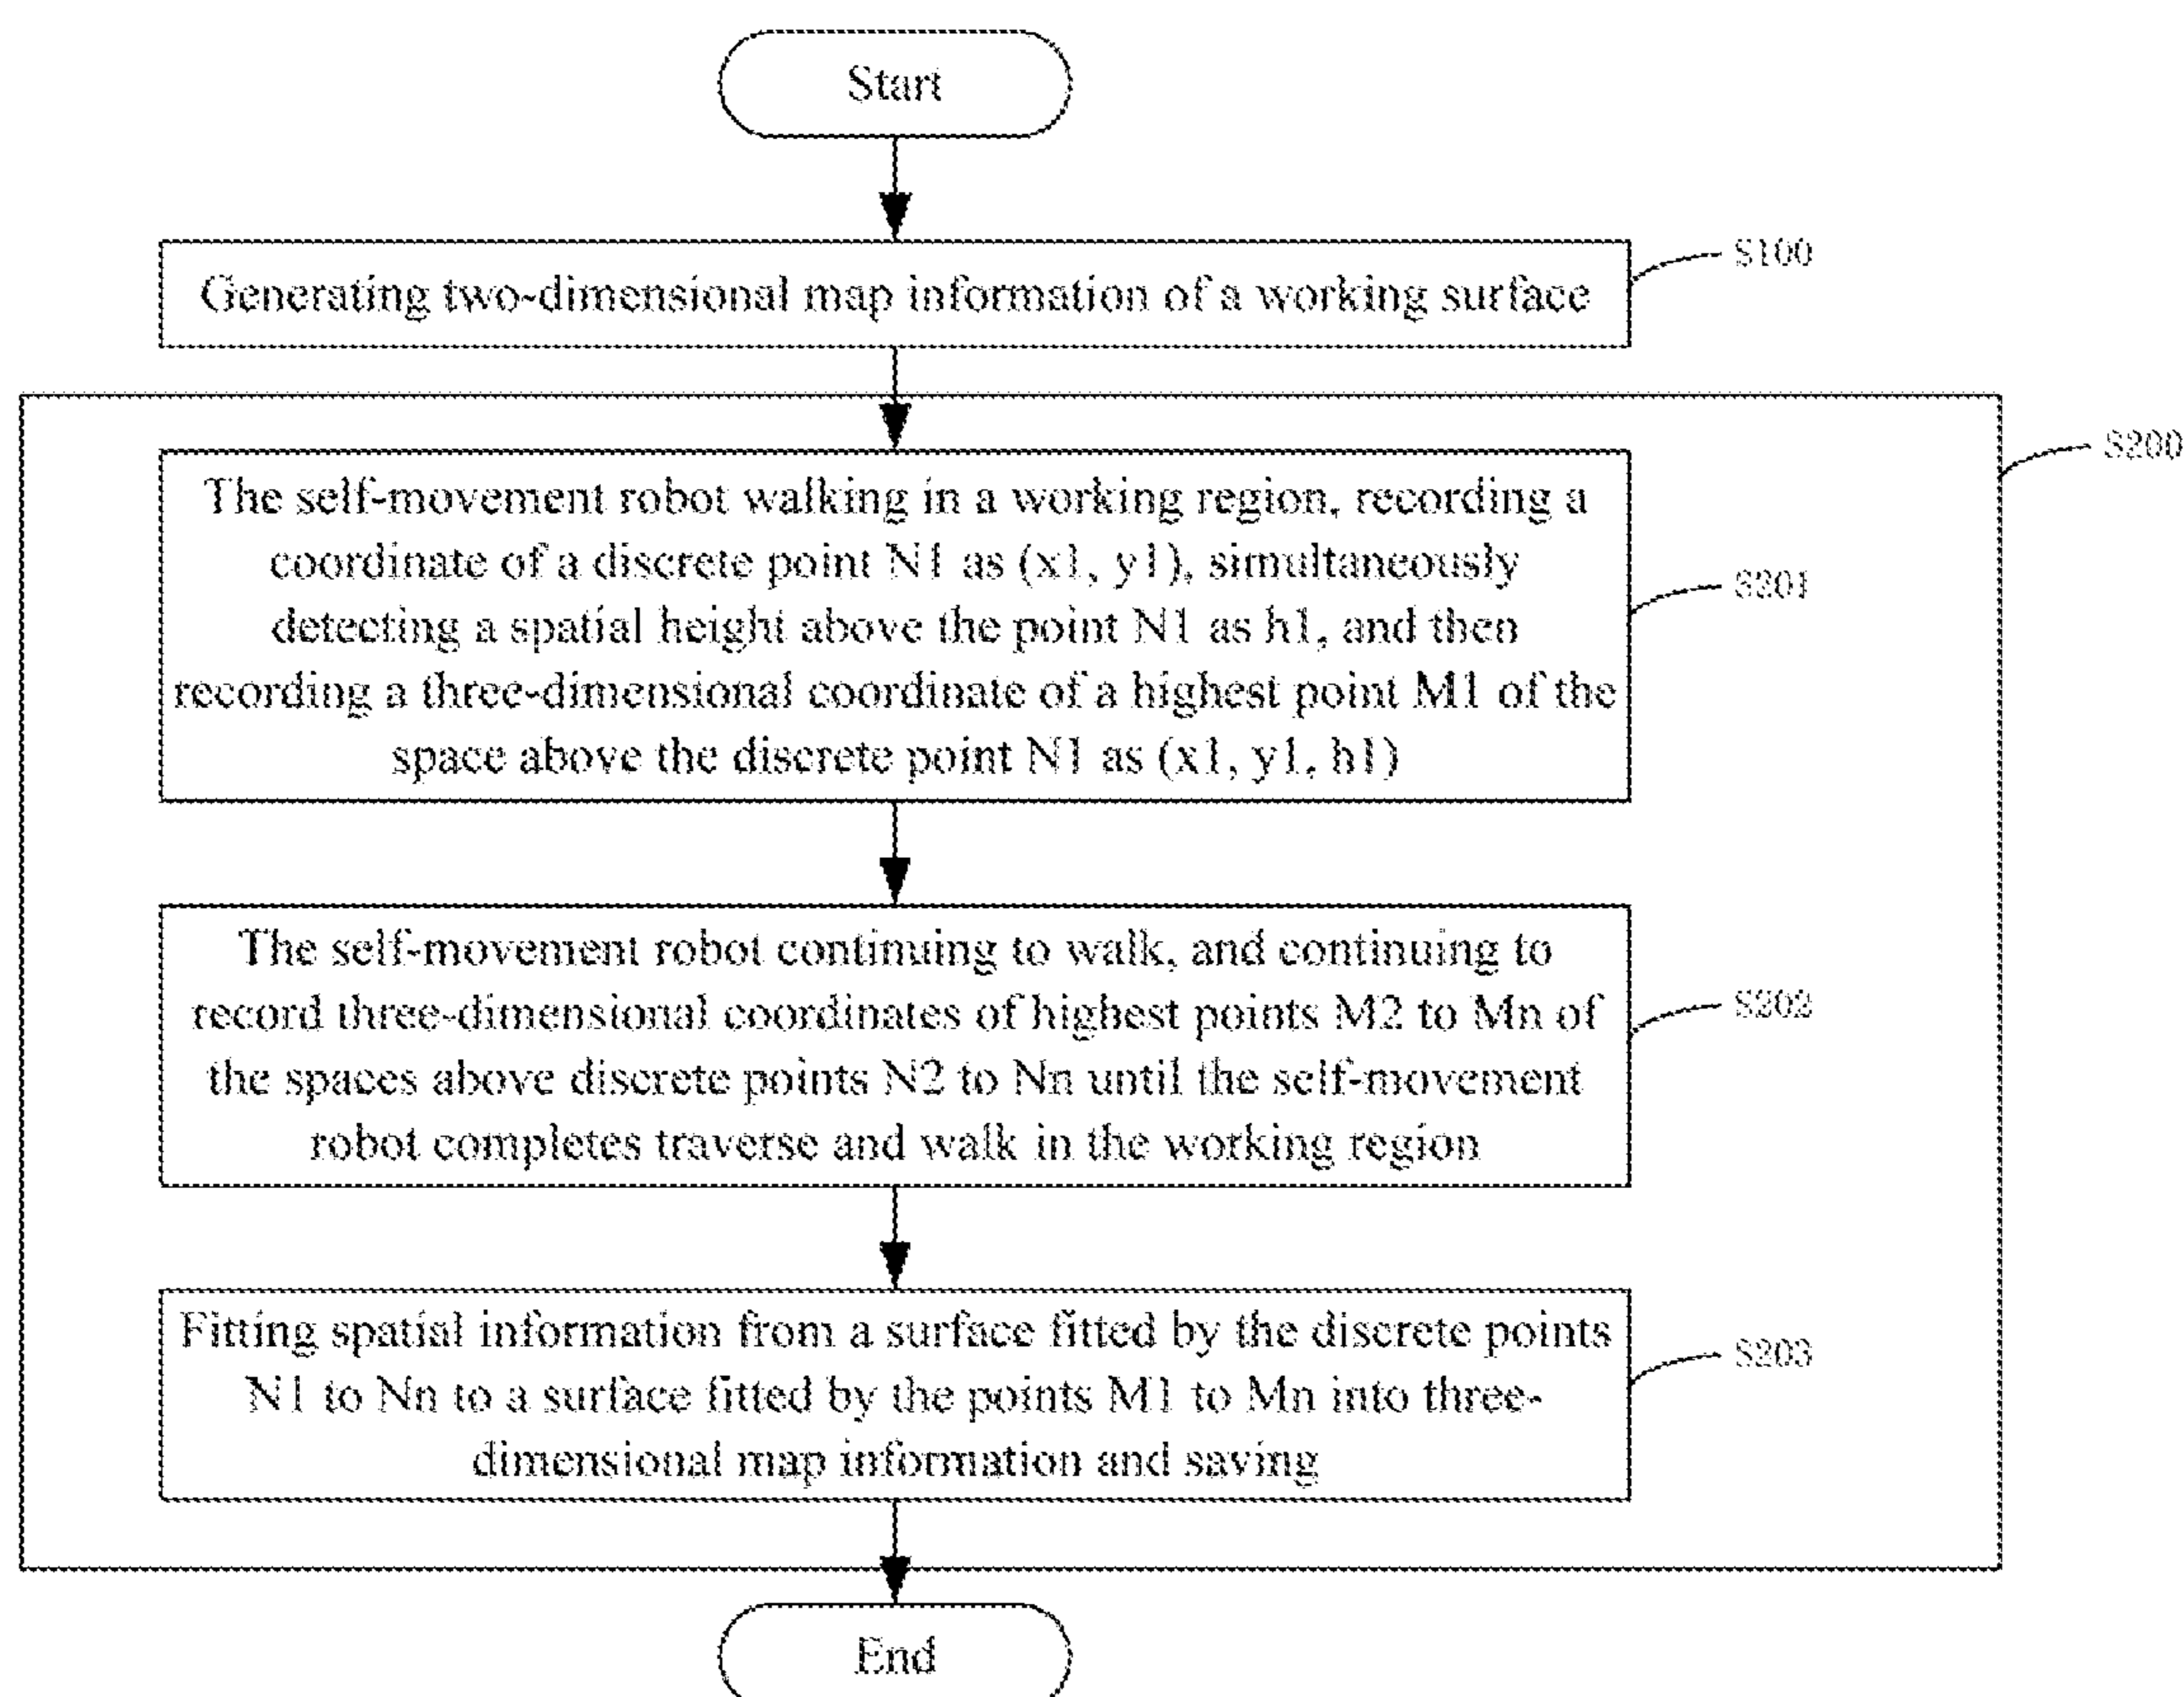 Start
Generating two-dimensional map information of a working surface
S100
S200
The self-movement robot walking in a working region, recording a
coordinate of a discrete point N1 as (x1, y1), simultaneously
detecting a spatial height above the point N1 as h1, and then
recording a three-dimensional coordinate of a highest point M1 of the
space above the discrete point N1 as (x1, y1, h1)
S201
The self-movement robot continuing to walk, and continuing to
record three-dimensional coordinates of highest points M2 to Mn of
the spaces above discrete points N2 to Nn until the self-movement
robot completes traverse and walk in the working region
S202
Fitting spatial information from a surface fitted by the discrete points
N1 to Nn to a surface fitted by the points M1 to Mn into three-
dimensional map information and saving
S203
End